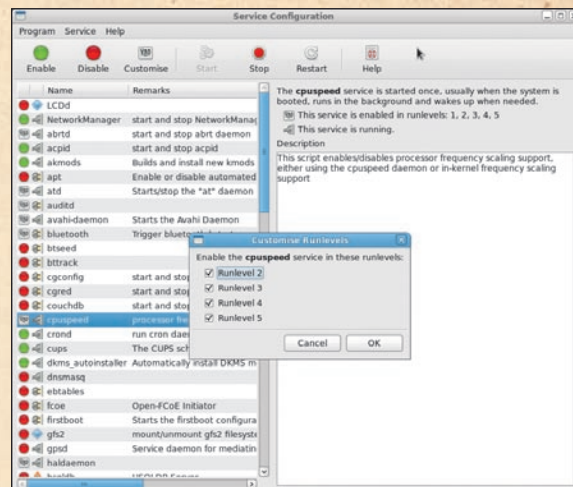 Service Configuration
Program Service Help
Enable Disable Customise Start Stop Restart Help
Name Remarks
LCDd
NetworkManager start and stop NetworkManag
abrtd start and stop abrt daemon
acpid start and stop acpid
akmods Builds and install new kmods
apt Enable or disable automated
atd Starts/stop the "at" daemon
auditd
avahi-daemon Starts the Avahi Daemon
bluetooth Trigger
btseed
bttrack
cgconfig start and stop
cgred start and stop
couchdb start and stop
cpuspeed processor fre
crond run cron daem
cups The CUPS sch
dkms_autoinstaller Automatically install DKMS m
dnsmasq
ebtables
fcoe Open-FCoE Initiator
firstboot Starts the firstboot configura
gfs2 mount/unmount gfs2 filesyste
gpsd Service daemon for mediatin
haldaemon
The cpuspeed service is started once, usually when the system is
booted, runs in the background and wakes up when needed.
This service is enabled in runlevels: 1, 2, 3, 4, 5
This service is running.
Description
This script enables/disables processor frequency scaling support,
either using the cpuspeed daemon or in-kernel frequency scaling
support
Customise Runlevels
Enable the cpuspeed service in these runlevels:
Runlevel 2
Runlevel 3
Runlevel 4
Runlevel 5
Cancel OK